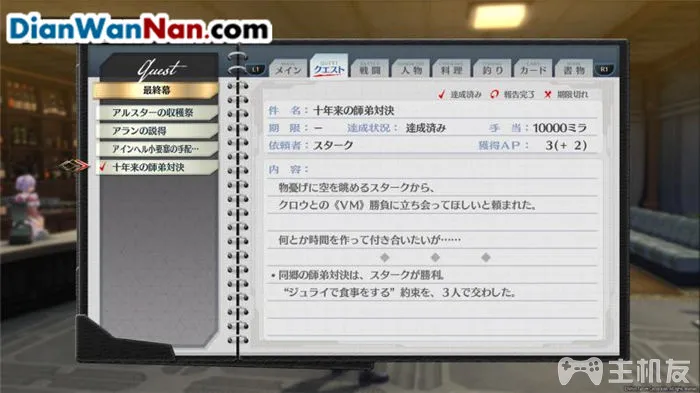 DianWanNan.com
quest
最終幕
アルスターの収穫祭
アランの説得
アインヘル小要塞の手配…
十年来の師弟対決
L1 メイン クエスト 戦闘 人物 料理 釣り カード 書物 R1
達成済み 報告完了 期限切れ
件 名：十年来の師弟対決
期 限：－ 達成状況：達成済み 手 当：10000ミラ
依頼者：スターク 獲得ＡＰ： 3(+ 2)
内 容：
物憂げに空を眺めるスタークから、
クロウとの《ＶＭ》勝負に立ち会ってほしいと頼まれた。
何とか時間を作って付き合いたいが……
・同郷の師弟対決は、スタークが勝利。
“ジュライで食事をする”約束を、３人で交わした。
主机友